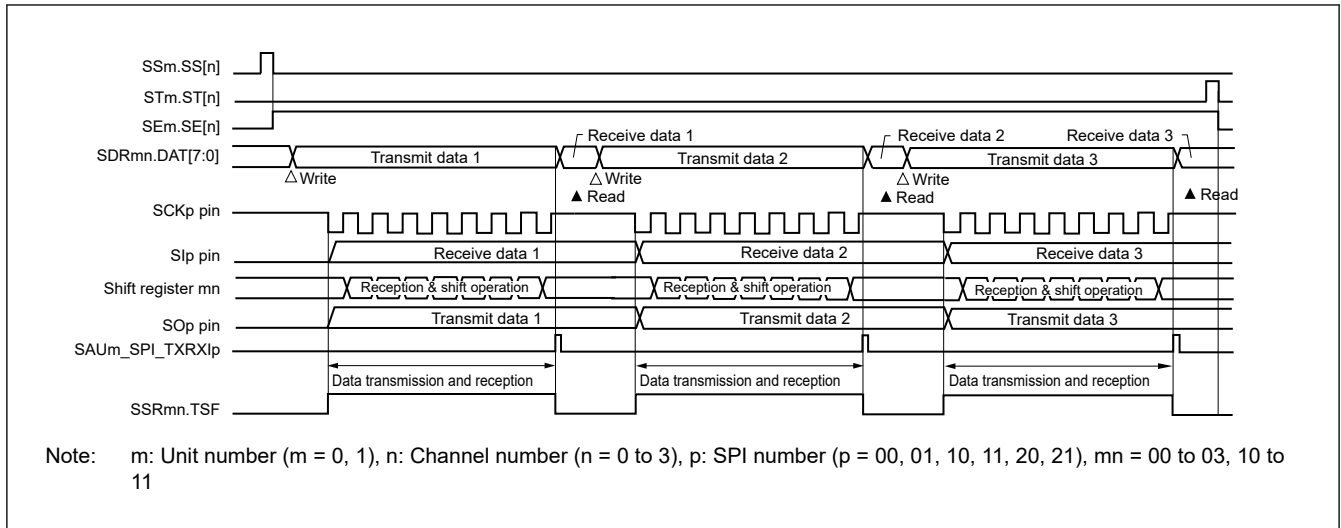 SSm.SS[n]
STm.ST[n]
SEm.SE[n]
Receive data 1 Receive data 2 Receive data 3
SDRmn.DAT[7:0] Transmit data 1 Transmit data 2 Transmit data 3
△ Write △ Write △ Write
▲ Read ▲ Read ▲ Read
SCKp pin
SIp pin Receive data 1 Receive data 2 Receive data 3
Shift register mn Reception & shift operation Reception & shift operation Reception & shift operation
SOp pin Transmit data 1 Transmit data 2 Transmit data 3
SAUm_SPI_TXRXIp
Data transmission and reception Data transmission and reception Data transmission and reception
SSRmn.TSF
Note: m: Unit number (m = 0, 1), n: Channel number (n = 0 to 3), p: SPI number (p = 00, 01, 10, 11, 20, 21), mn = 00 to 03, 10 to
11